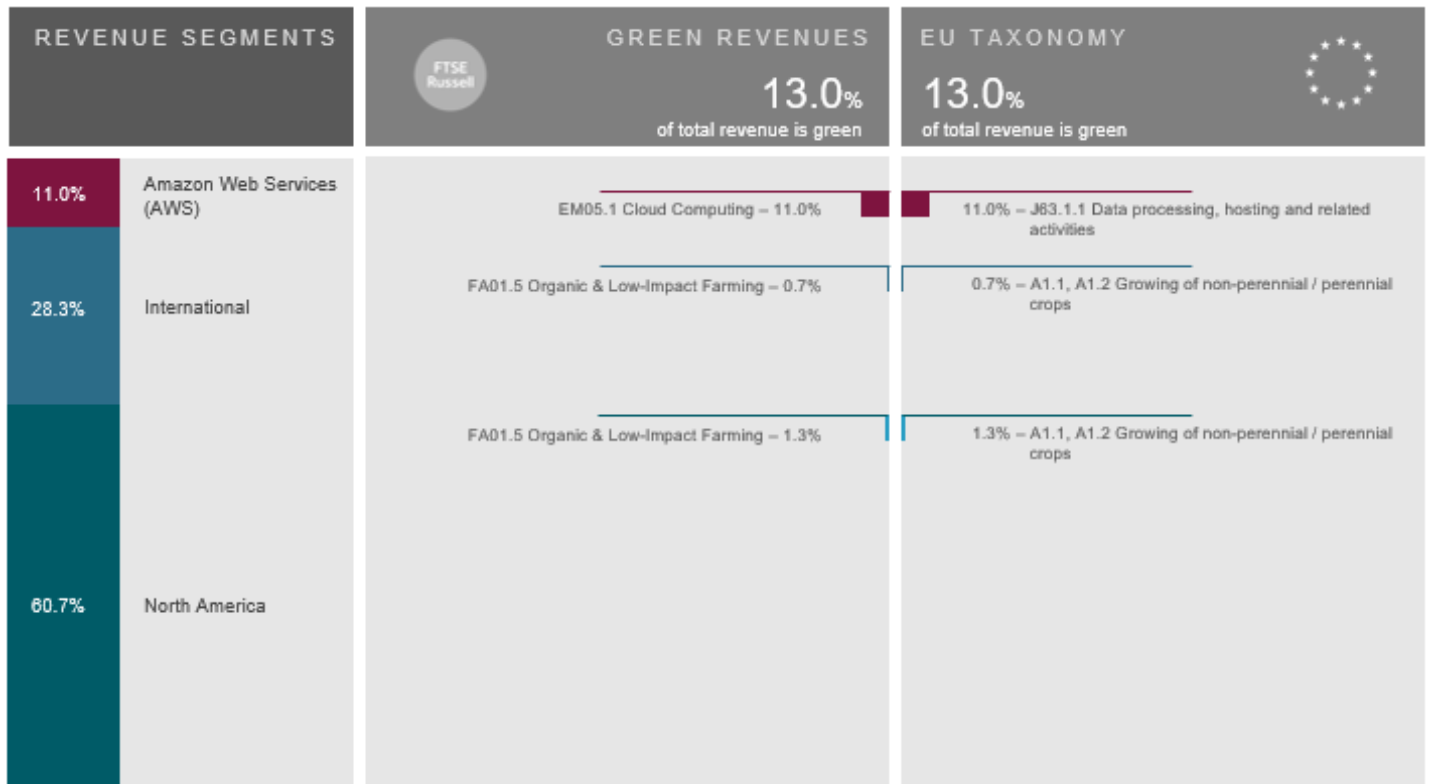 REVENUE SEGMENTS
FTSE
Russell
GREEN REVENUES
13.0%
of total revenue is green
EU TAXONOMY
13.0%
of total revenue is green
11.0%
Amazon Web Services
(AWS)
EM05.1 Cloud Computing – 11.0%
11.0% – J63.1.1 Data processing, hosting and related
activities
28.3%
International
FA01.5 Organic & Low-Impact Farming – 0.7%
0.7% – A1.1, A1.2 Growing of non-perennial / perennial
crops
FA01.5 Organic & Low-Impact Farming – 1.3%
1.3% – A1.1, A1.2 Growing of non-perennial / perennial
crops
60.7%
North America